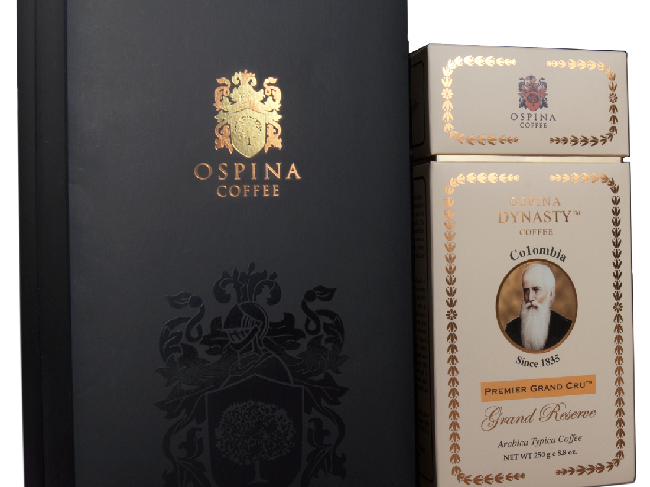 OSPINA
COFFEE
OSPINA
COFFEE
OSPINA
DYNASTY™
COFFEE
Colombia
Since 1835
PREMIER GRAND CRU™
Grand Reserve
Arabica Typica Coffee
NET WT 250 g e 8.8 oz.